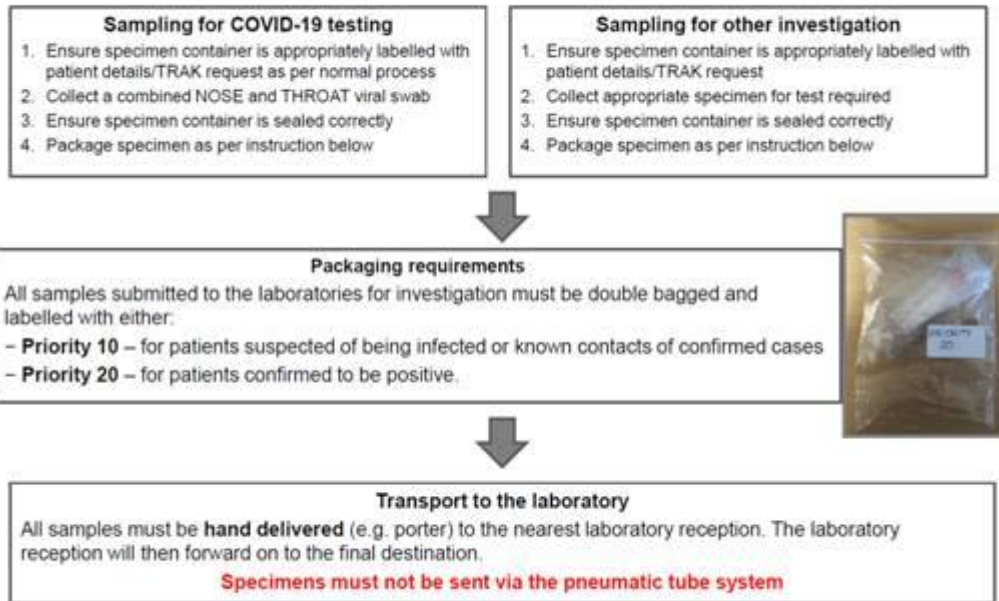 Sampling for COVID-19 testing
1. Ensure specimen container is appropriately labelled with
patient details/TRAK request as per normal process
2. Collect a combined NOSE and THROAT viral swab
3. Ensure specimen container is sealed correctly
4. Package specimen as per instruction below
Sampling for other investigation
1. Ensure specimen container is appropriately labelled with
patient details/TRAK request
2. Collect appropriate specimen for test required
3. Ensure specimen container is sealed correctly
4. Package specimen as per instruction below
Packaging requirements
All samples submitted to the laboratories for investigation must be double bagged and
labelled with either:
– Priority 10 – for patients suspected of being infected or known contacts of confirmed cases
– Priority 20 – for patients confirmed to be positive.
PRIORITY
20
Transport to the laboratory
All samples must be hand delivered (e.g. porter) to the nearest laboratory reception. The laboratory
reception will then forward on to the final destination.
Specimens must not be sent via the pneumatic tube system